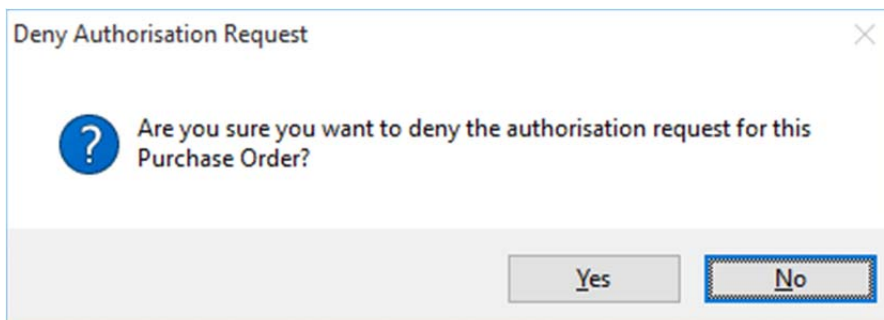 Deny Authorisation Request
Are you sure you want to deny the authorisation request for this
Purchase Order?
Yes
No